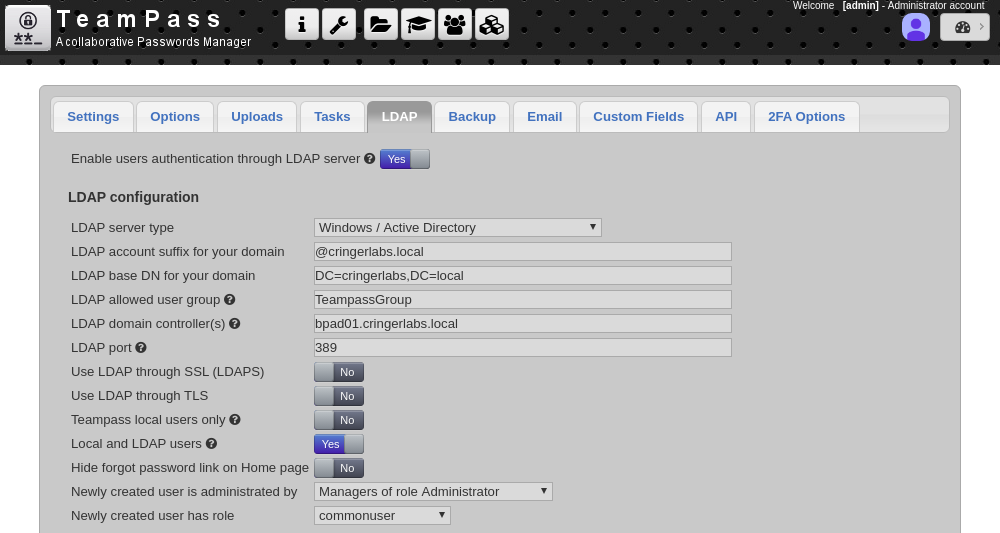 Welcome [admin] - Administrator account
TeamPass
A collaborative Passwords Manager
Settings Options Uploads Tasks LDAP Backup Email Custom Fields API 2FA Options
Enable users authentication through LDAP server ? Yes
LDAP configuration
LDAP server type Windows / Active Directory
LDAP account suffix for your domain @cringerlabs.local
LDAP base DN for your domain DC=cringerlabs,DC=local
LDAP allowed user group ? TeampassGroup
LDAP domain controller(s) ? bpad01.cringerlabs.local
LDAP port ? 389
Use LDAP through SSL (LDAPS) No
Use LDAP through TLS No
Teampass local users only ? No
Local and LDAP users ? Yes
Hide forgot password link on Home page No
Newly created user is administrated by Managers of role Administrator
Newly created user has role commonuser